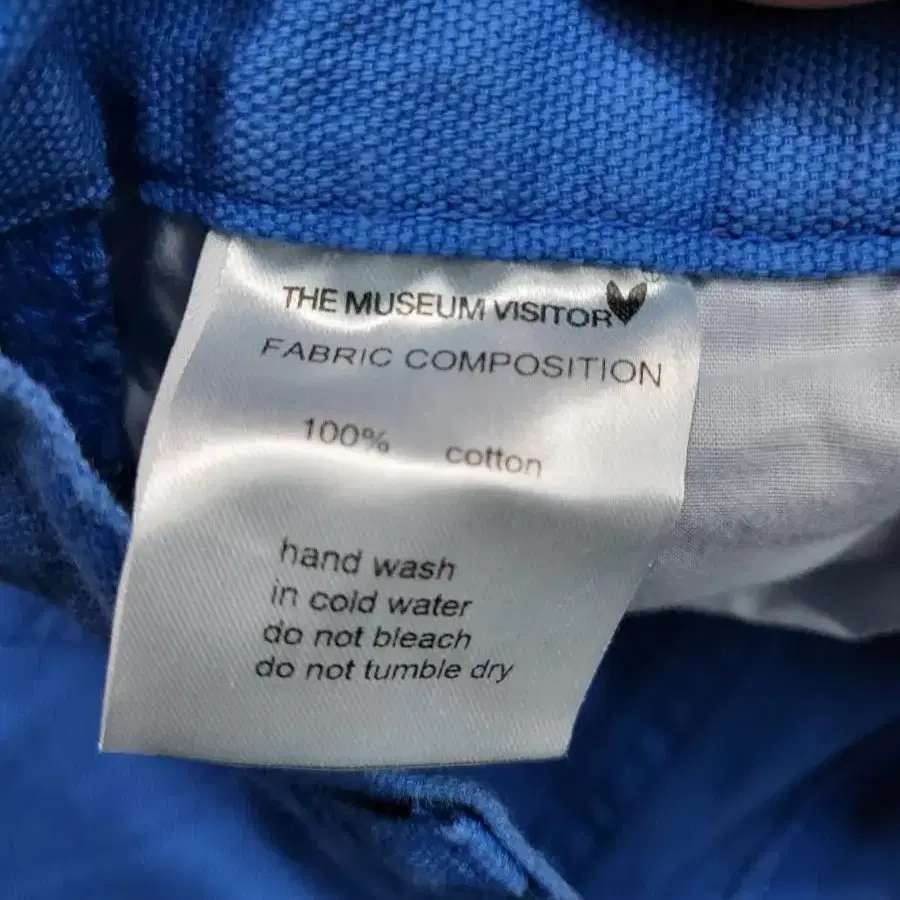 THE MUSEUM VISITOR
FABRIC COMPOSITION
100% cotton
hand wash
in cold water
do not bleach
do not tumble dry